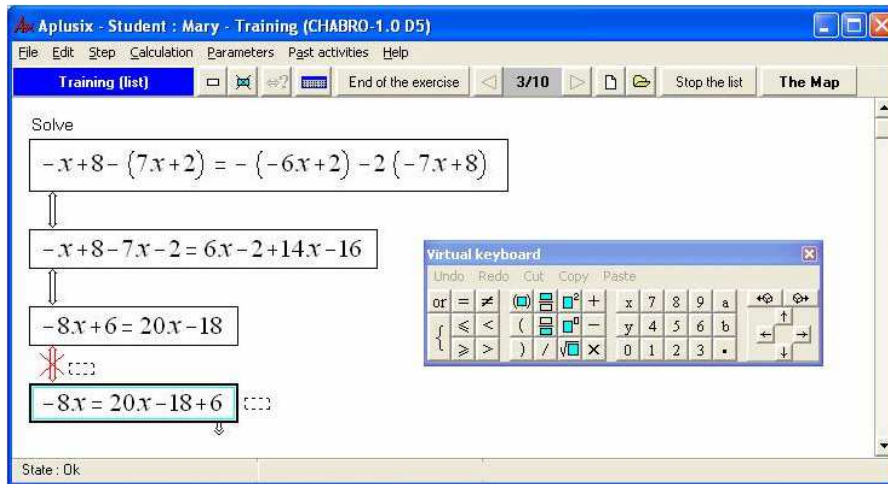 Aplusix - Student : Mary - Training (CHABRO-1.0 D5)
File Edit Step Calculation Parameters Past activities Help
Training (list) ⇔? End of the exercise 3/10 Stop the list The Map
Solve
-x+8-(7x+2) = -(-6x+2)-2(-7x+8)
-x+8-7x-2=6x-2+14x-16
-8x+6=20x-18
-8x=20x-18+6
Virtual keyboard
Undo Redo Cut Copy Paste
or = ≠ (□) □² + x 7 8 9 a
{ ⩽ < ( □⁰ − y 4 5 6 b ← ↑ →
⩾ > ) / √□ × 0 1 2 3 . ↓
State : Ok